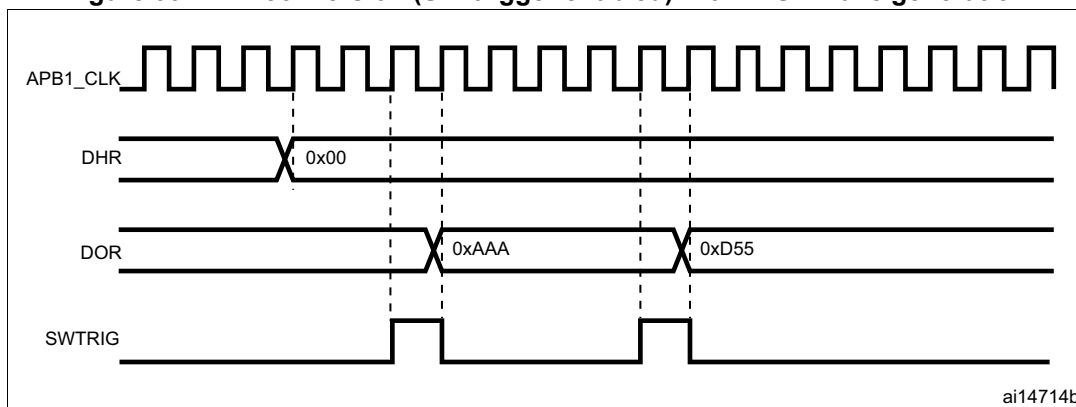 APB1_CLK
DHR
0x00
DOR
0xAAA
0xD55
SWTRIG
ai14714b